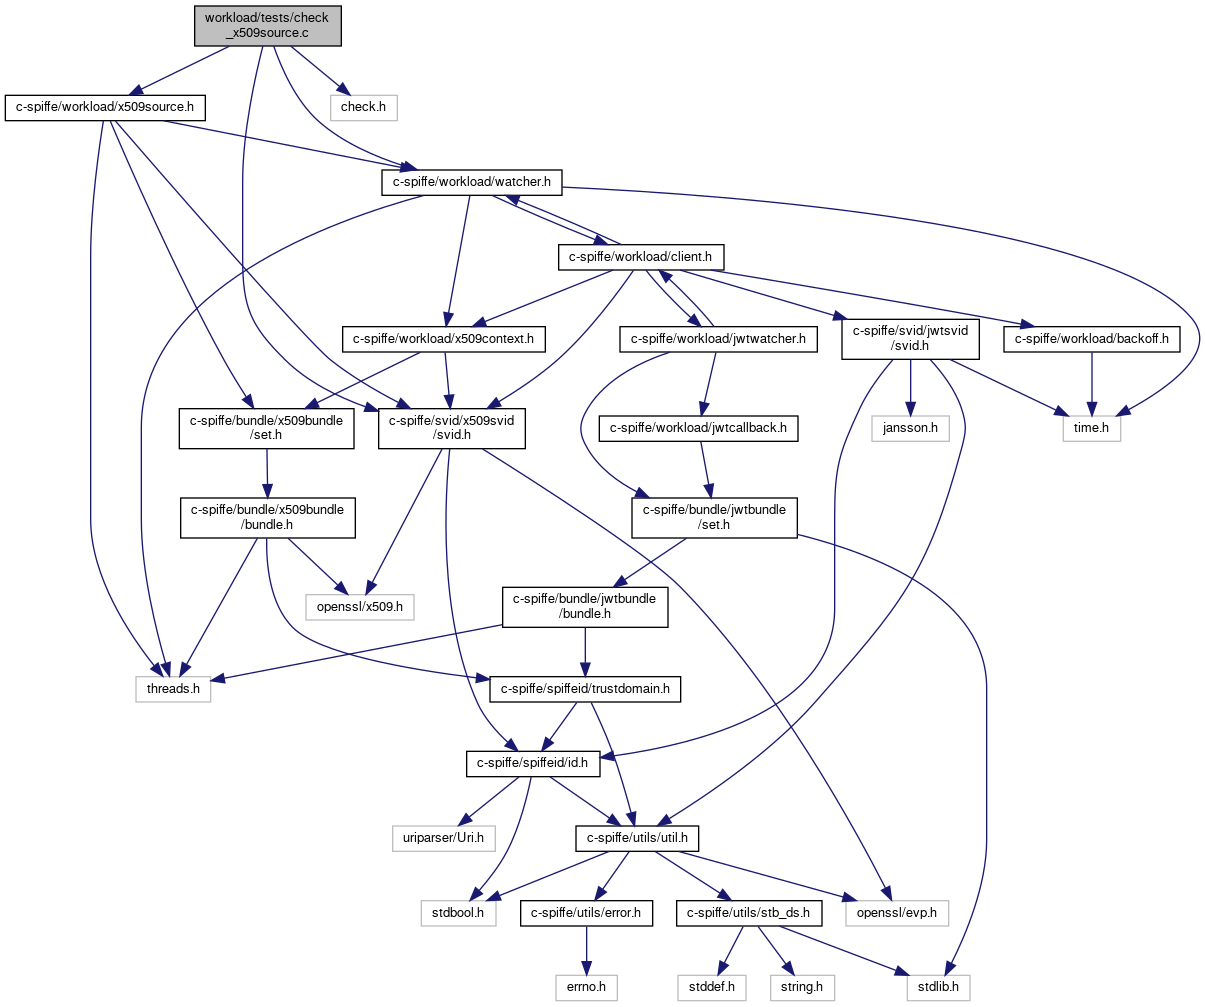 workload/tests/check
_x509source.c
c-spiffe/workload/x509source.h
check.h
c-spiffe/workload/watcher.h
c-spiffe/workload/client.h
c-spiffe/workload/x509context.h
c-spiffe/workload/jwtwatcher.h
c-spiffe/svid/jwtsvid
/svid.h
c-spiffe/workload/backoff.h
c-spiffe/bundle/x509bundle
/set.h
c-spiffe/svid/x509svid
/svid.h
c-spiffe/workload/jwtcallback.h
jansson.h
time.h
c-spiffe/bundle/x509bundle
/bundle.h
c-spiffe/bundle/jwtbundle
/set.h
openssl/x509.h
c-spiffe/bundle/jwtbundle
/bundle.h
threads.h
c-spiffe/spiffeid/trustdomain.h
c-spiffe/spiffeid/id.h
uriparser/Uri.h
c-spiffe/utils/util.h
stdbool.h
c-spiffe/utils/error.h
c-spiffe/utils/stb_ds.h
openssl/evp.h
errno.h
stddef.h
string.h
stdlib.h